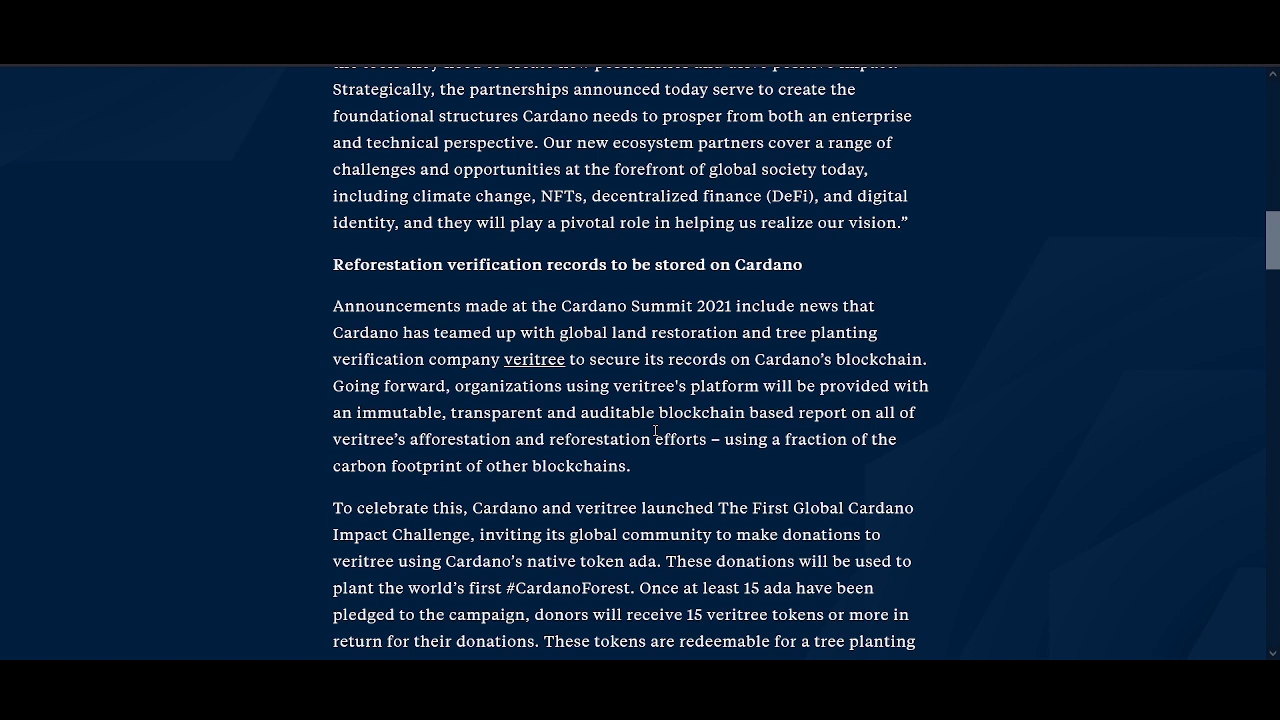 Strategically, the partnerships announced today serve to create the
foundational structures Cardano needs to prosper from both an enterprise
and technical perspective. Our new ecosystem partners cover a range of
challenges and opportunities at the forefront of global society today,
including climate change, NFTs, decentralized finance (DeFi), and digital
identity, and they will play a pivotal role in helping us realize our vision.”
Reforestation verification records to be stored on Cardano
Announcements made at the Cardano Summit 2021 include news that
Cardano has teamed up with global land restoration and tree planting
verification company veritree to secure its records on Cardano’s blockchain.
Going forward, organizations using veritree's platform will be provided with
an immutable, transparent and auditable blockchain based report on all of
veritree’s afforestation and reforestation efforts – using a fraction of the
carbon footprint of other blockchains.
To celebrate this, Cardano and veritree launched The First Global Cardano
Impact Challenge, inviting its global community to make donations to
veritree using Cardano’s native token ada. These donations will be used to
plant the world’s first #CardanoForest. Once at least 15 ada have been
pledged to the campaign, donors will receive 15 veritree tokens or more in
return for their donations. These tokens are redeemable for a tree planting